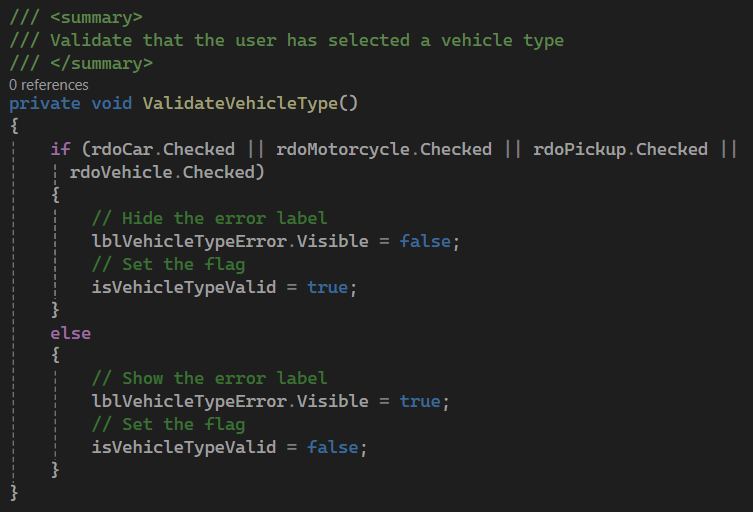 /// <summary>
/// Validate that the user has selected a vehicle type
/// </summary>
0 references
private void ValidateVehicleType()
{
if (rdoCar.Checked || rdoMotorcycle.Checked || rdoPickup.Checked ||
rdoVehicle.Checked)
{
// Hide the error label
lblVehicleTypeError.Visible = false;
// Set the flag
isVehicleTypeValid = true;
}
else
{
// Show the error label
lblVehicleTypeError.Visible = true;
// Set the flag
isVehicleTypeValid = false;
}
}